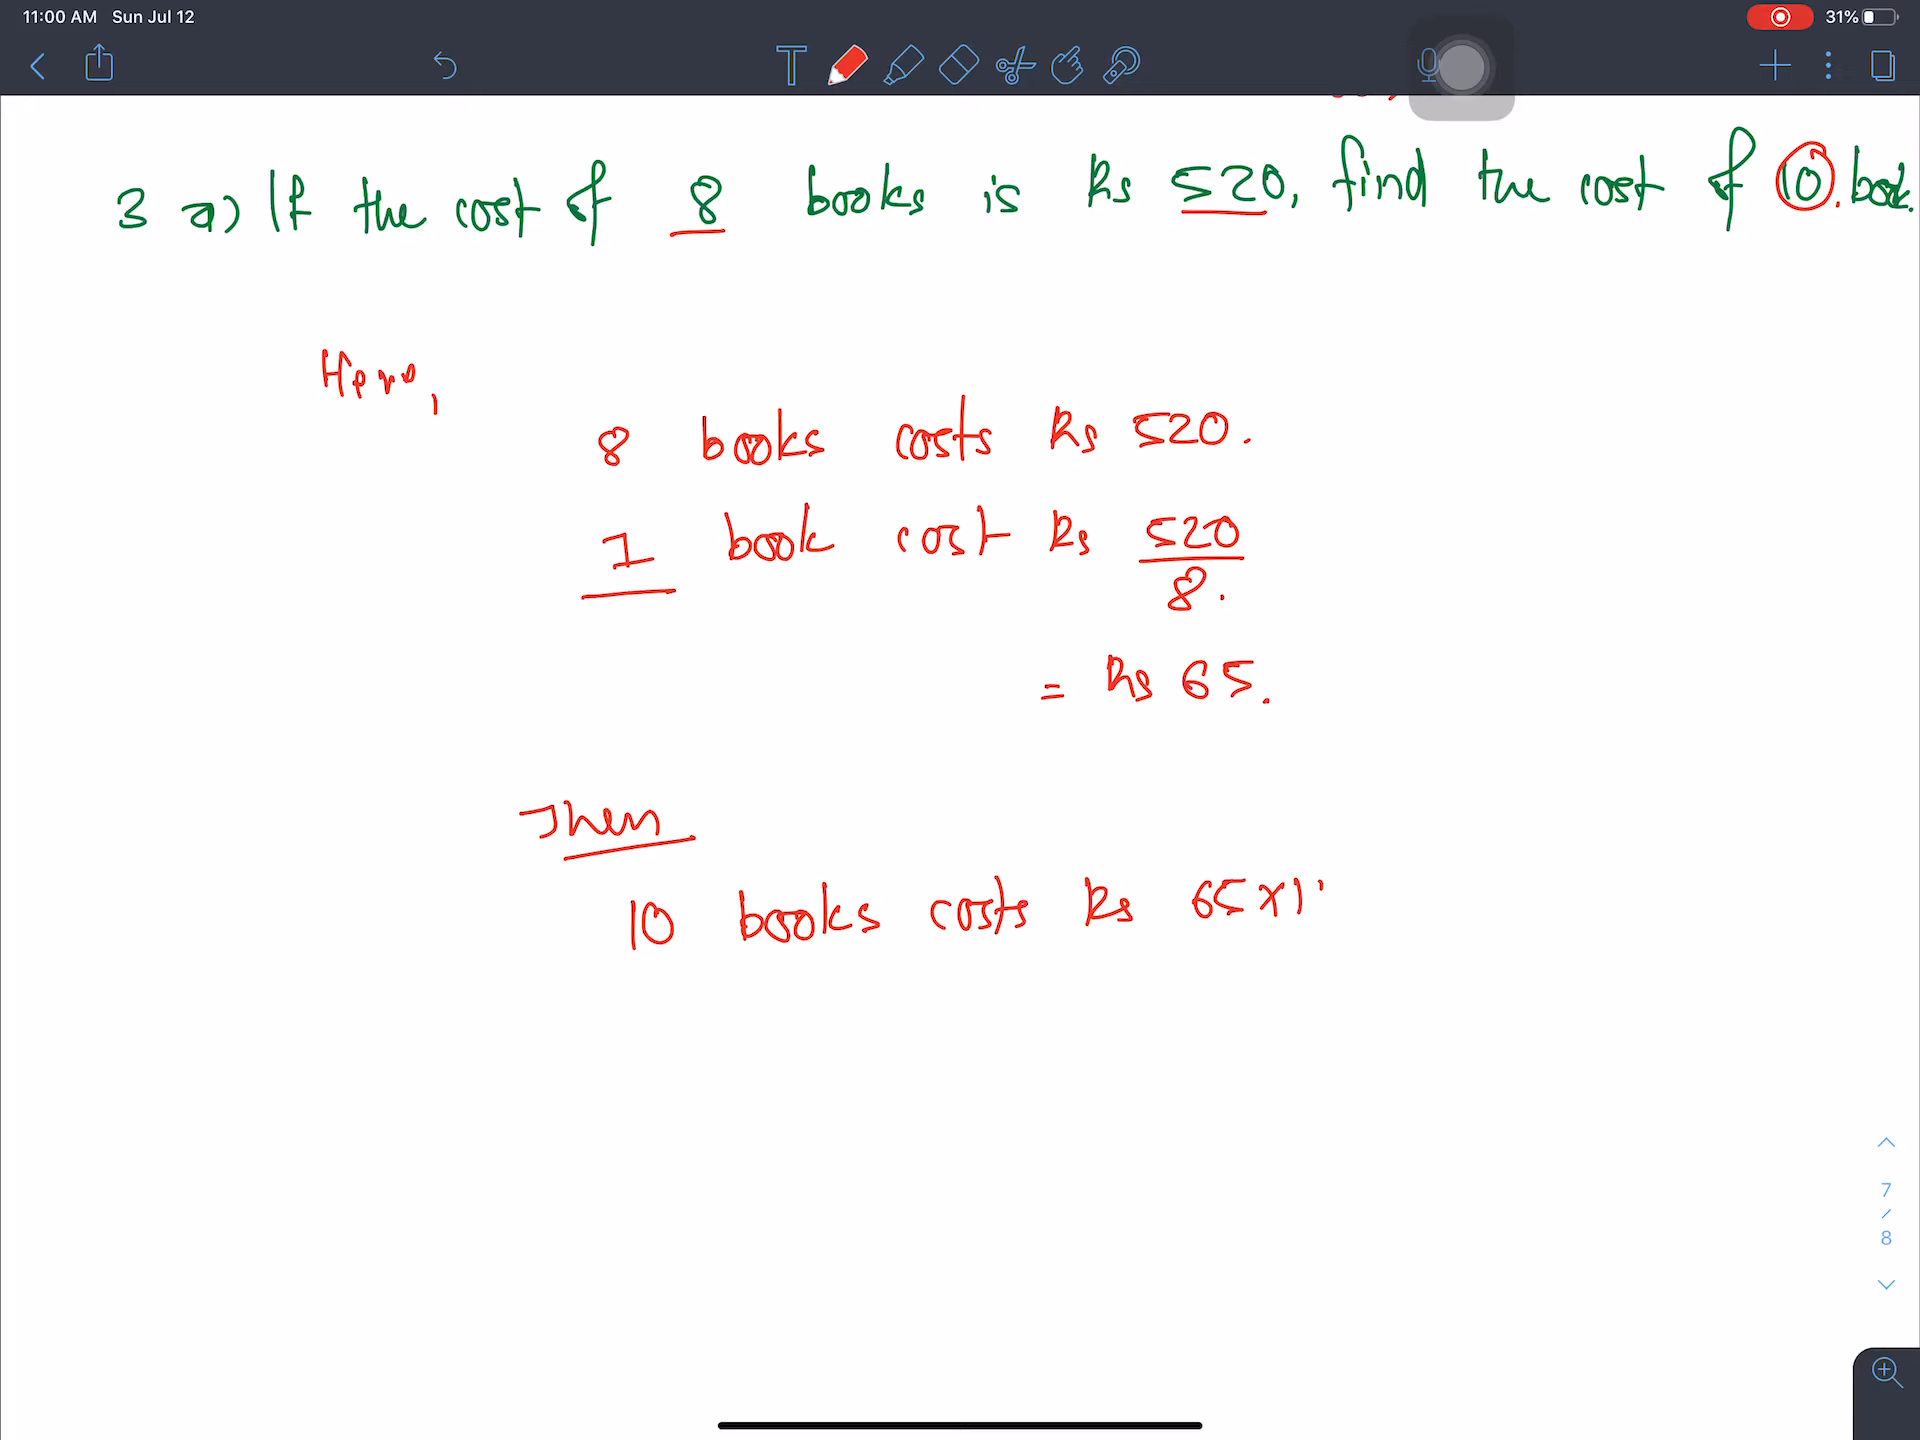 11:00 AM Sun Jul 12
31%
3 a) If the cost of 8 books is Rs 520, find the cost of 10. book.
Here,
8 books costs Rs 520.
1 book cost Rs 520
8.
= Rs 65.
Then
10 books costs Rs 65 x 1
7
/
8